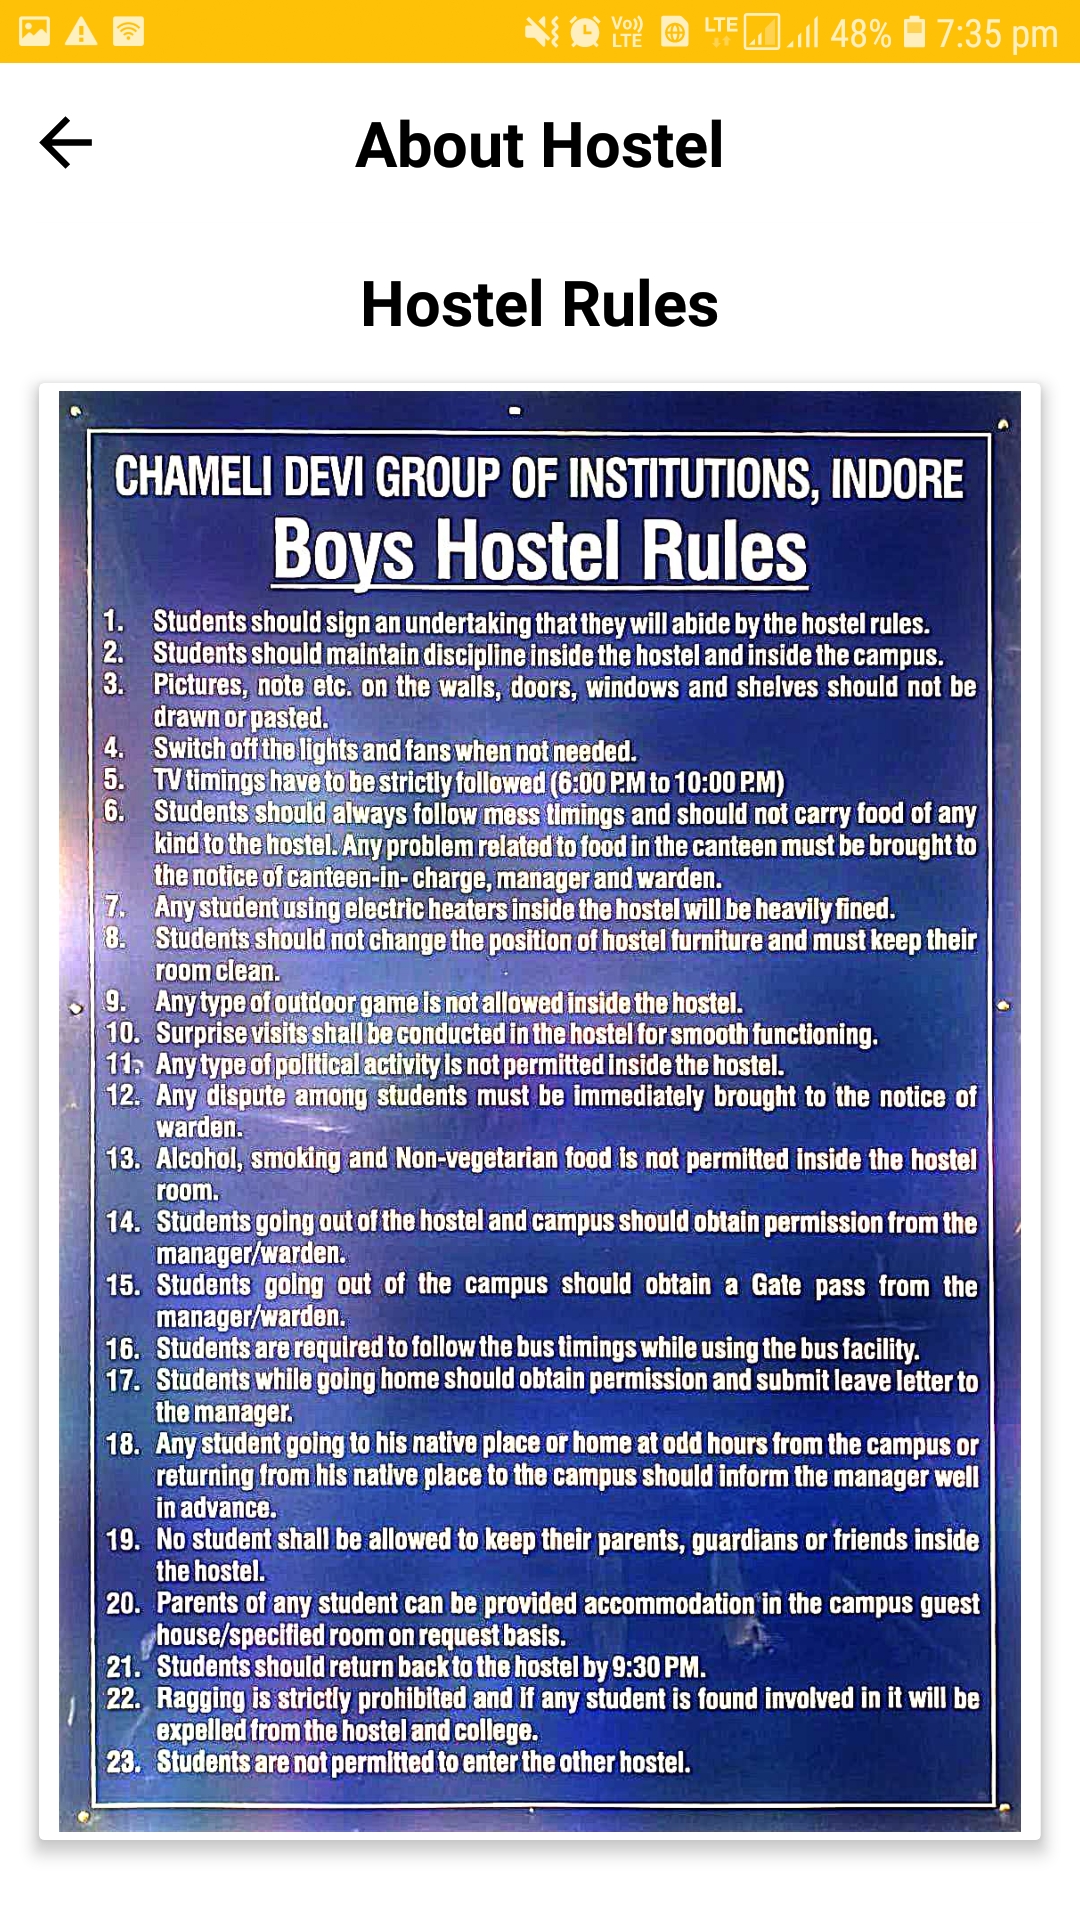 Vo)) LTE LTE 48% 7:35 pm
LTE
About Hostel
Hostel Rules
CHAMELI DEVI GROUP OF INSTITUTIONS, INDORE
Boys Hostel Rules
1. Students should sign an undertaking that they will abide by the hostel rules.
2. Students should maintain discipline inside the hostel and inside the campus.
3. Pictures, note etc. on the walls, doors, windows and shelves should not be
drawn or pasted.
4. Switch off the lights and fans when not needed.
5. TV timings have to be strictly followed (6:00 P.M to 10:00 P.M)
6. Students should always follow mess timings and should not carry food of any
kind to the hostel. Any problem related to food in the canteen must be brought to
the notice of canteen-in- charge, manager and warden.
7. Any student using electric heaters inside the hostel will be heavily fined.
8. Students should not change the position of hostel furniture and must keep their
room clean.
9. Any type of outdoor game is not allowed inside the hostel.
10. Surprise visits shall be conducted in the hostel for smooth functioning.
11. Any type of political activity is not permitted inside the hostel.
12. Any dispute among students must be immediately brought to the notice of
warden.
13. Alcohol, smoking and Non-vegetarian food is not permitted inside the hostel
room.
14. Students going out of the hostel and campus should obtain permission from the
manager/warden.
15. Students going out of the campus should obtain a Gate pass from the
manager/warden.
16. Students are required to follow the bus timings while using the bus facility.
17. Students while going home should obtain permission and submit leave letter to
the manager.
18. Any student going to his native place or home at odd hours from the campus or
returning from his native place to the campus should inform the manager well
in advance.
19. No student shall be allowed to keep their parents, guardians or friends inside
the hostel.
20. Parents of any student can be provided accommodation in the campus guest
house/specified room on request basis.
21. Students should return back to the hostel by 9:30 PM.
22. Ragging is strictly prohibited and if any student is found involved in it will be
expelled from the hostel and college.
23. Students are not permitted to enter the other hostel.